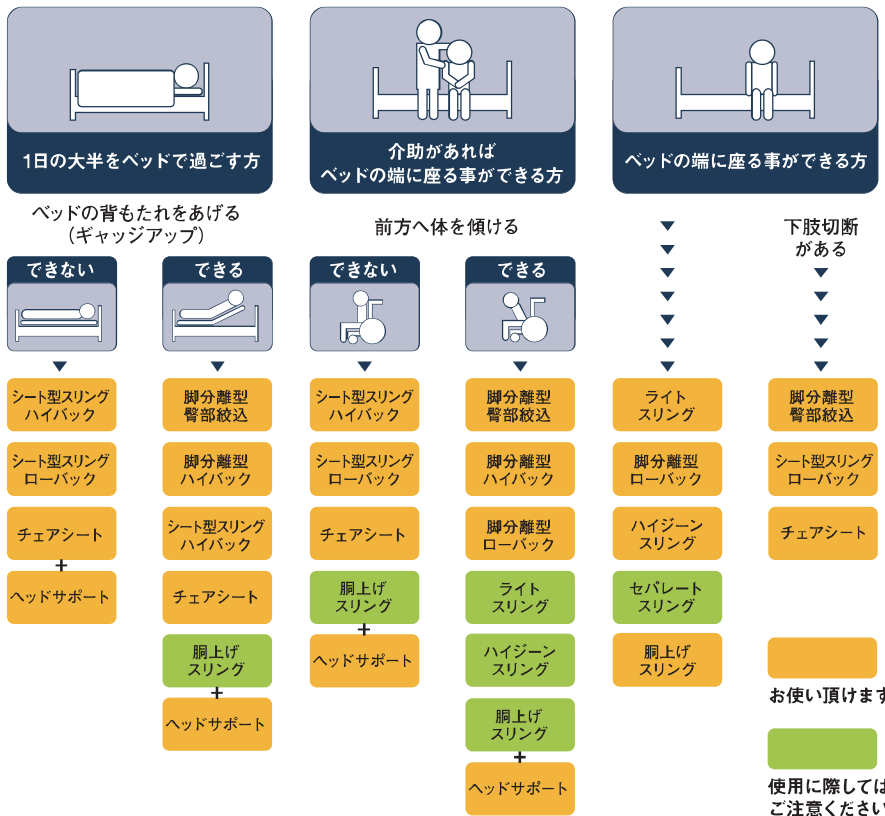 1日の大半をベッドで過ごす方
ベッドの背もたれをあげる
(ギャッジアップ)
できない
シート型スリング
ハイバック
シート型スリング
ローバック
チェアシート
+
ヘッドサポート
できる
脚分離型
臀部絞込
脚分離型
ハイバック
シート型スリング
ハイバック
チェアシート
胴上げ
スリング
+
ヘッドサポート
介助があれば
ベッドの端に座る事ができる方
前方へ体を傾ける
できない
シート型スリング
ハイバック
シート型スリング
ローバック
チェアシート
胴上げ
スリング
+
ヘッドサポート
できる
脚分離型
臀部絞込
脚分離型
ハイバック
脚分離型
ローバック
ライト
スリング
ハイジーン
スリング
胴上げ
スリング
+
ヘッドサポート
ベッドの端に座る事ができる方
ライト
スリング
脚分離型
ローバック
ハイジーン
スリング
セパレート
スリング
胴上げ
スリング
下肢切断
がある
脚分離型
臀部絞込
シート型スリング
ローバック
チェアシート
お使い頂けます
使用に際しては
ご注意ください